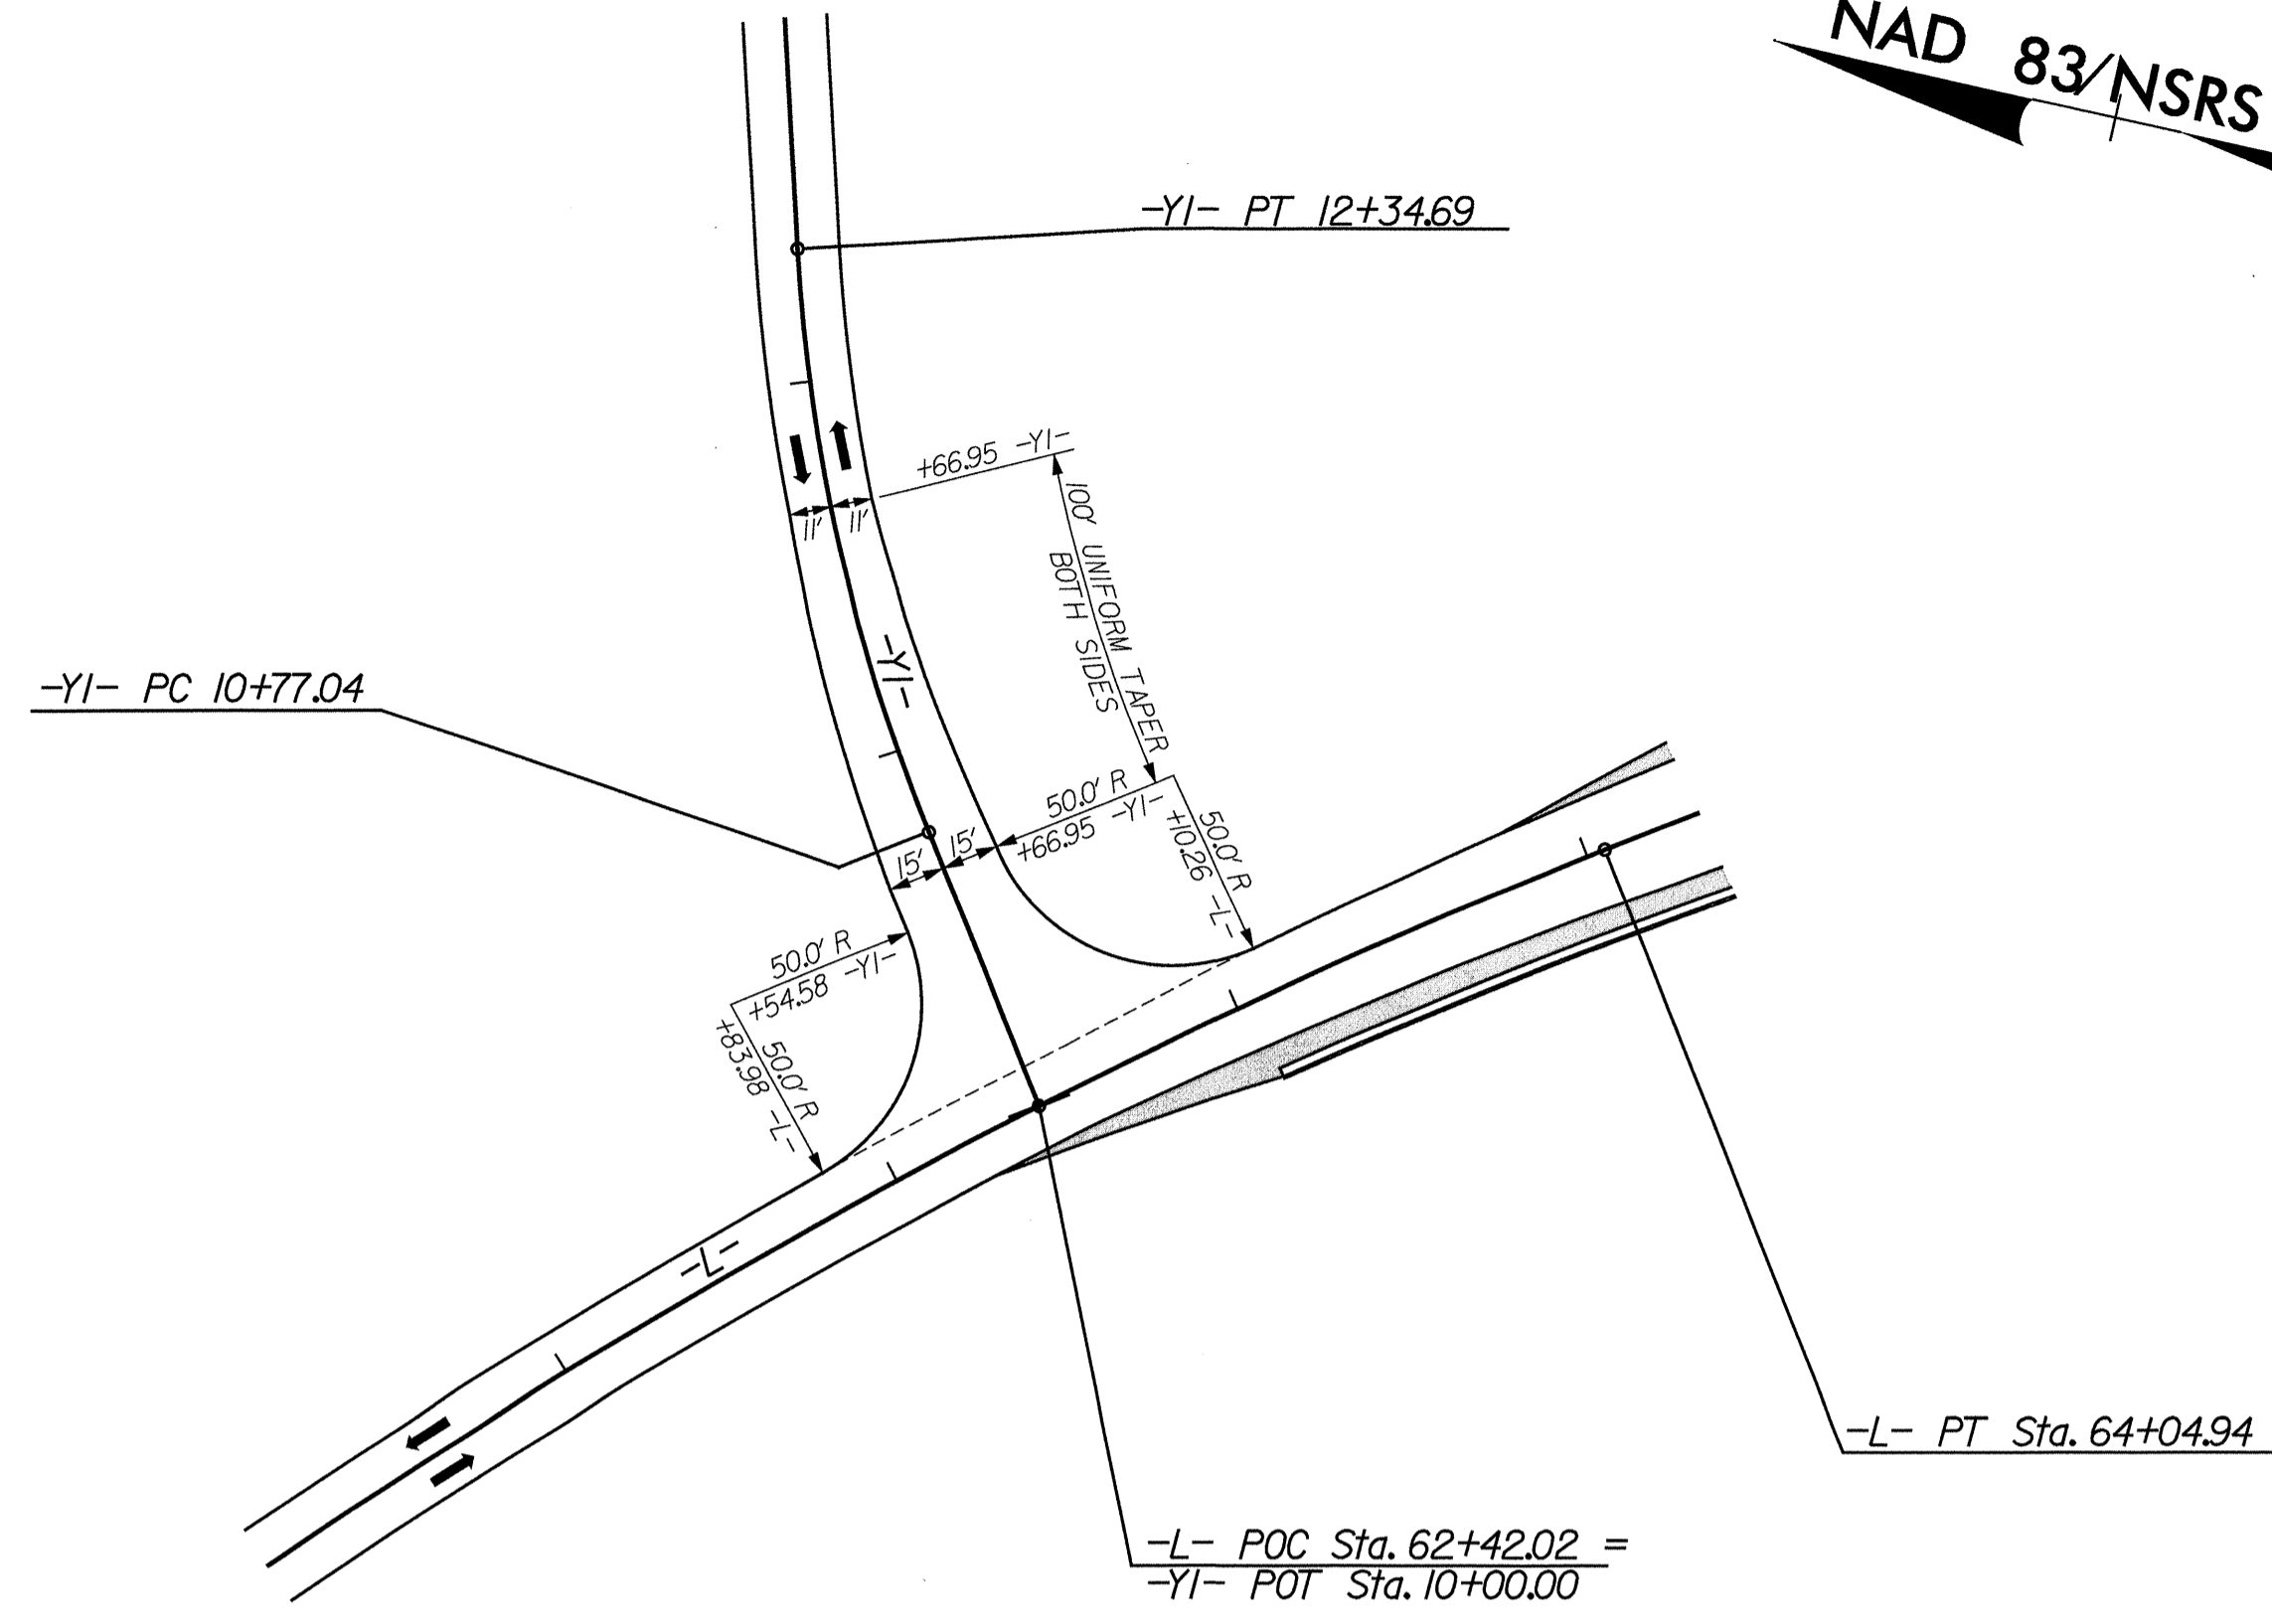 NAD 83/NSRS
-Y1- PT 12+34.69
+66.95 -Y1-
11'
11'
100' UNIFORM TAPER
BOTH SIDES
-Y1-
-Y1- PC 10+77.04
50.0' R
+66.95 -Y1-
50.0' R
+10.26 -L-
15'
15'
50.0' R
+54.58 -Y1-
50.0' R
+83.98 -L-
-L-
-L- PT Sta. 64+04.94
-L- POC Sta. 62+42.02 =
-Y1- POT Sta. 10+00.00